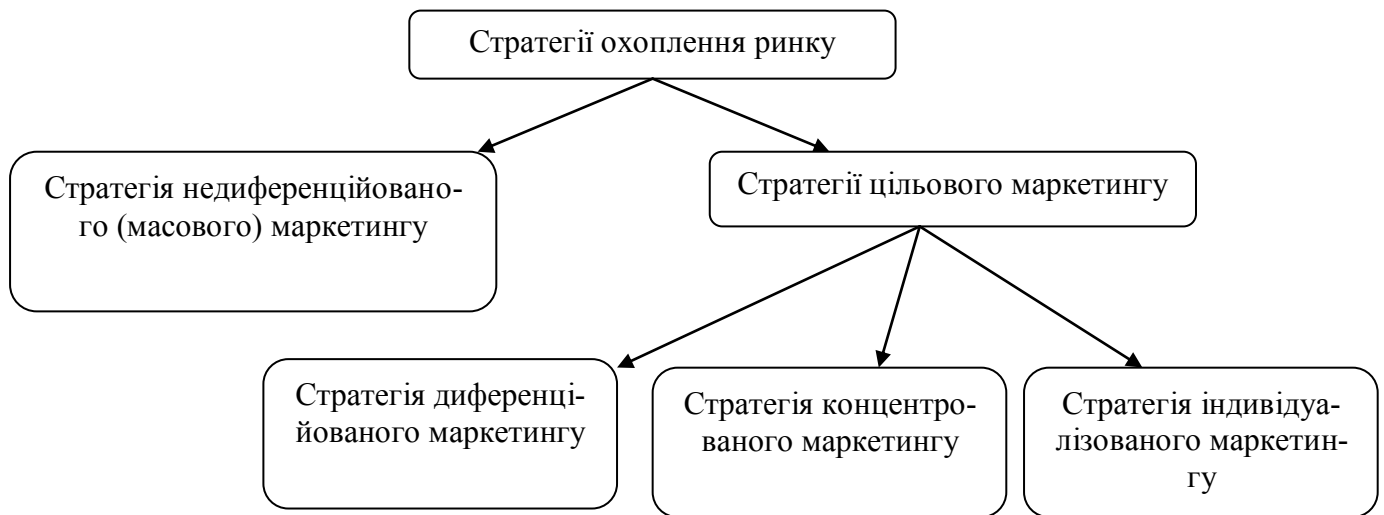 Стратегії охоплення ринку
Стратегія недиференційовано-
го (масового) маркетингу
Стратегії цільового маркетингу
Стратегія диференці-
йованого маркетингу
Стратегія концентро-
ваного маркетингу
Стратегія індивідуа-
лізованого маркетин-
гу